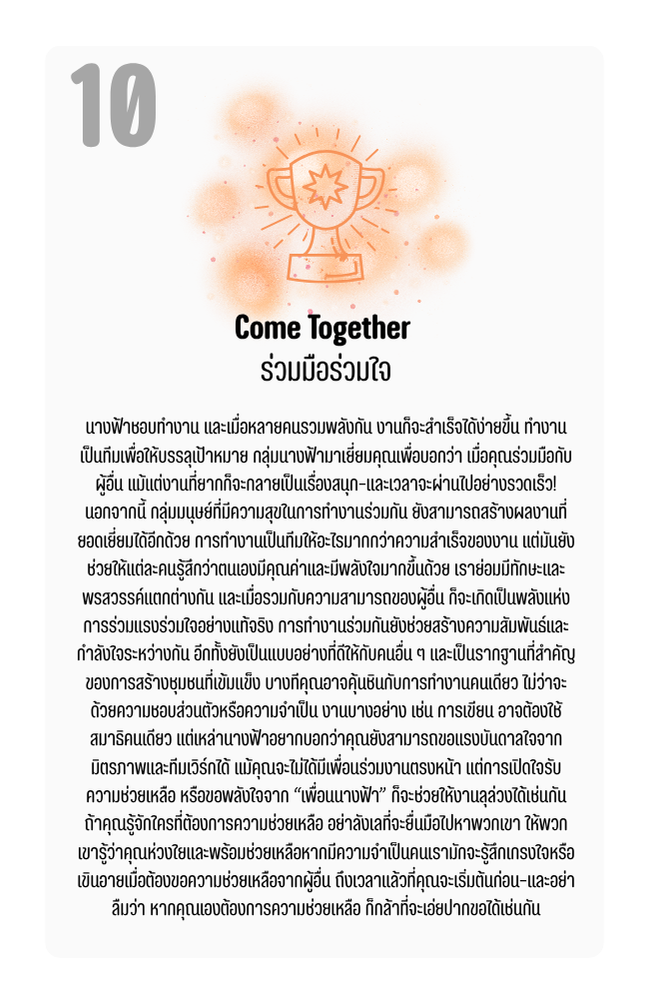 10
Come Together
ร่วมมือร่วมใจ
นางฟ้าชอบทำงาน และเมื่อหลายคนรวมพลังกัน งานก็จะสำเร็จได้ง่ายขึ้น ทำงาน
เป็นทีมเพื่อให้บรรลุเป้าหมาย กลุ่มนางฟ้ามาเยี่ยมคุณเพื่อบอกว่า เมื่อคุณร่วมมือกับ
ผู้อื่น แม้แต่งานที่ยากก็จะกลายเป็นเรื่องสนุก-และเวลาจะผ่านไปอย่างรวดเร็ว!
นอกจากนี้ กลุ่มมนุษย์ที่มีความสุขในการทำงานร่วมกัน ยังสามารถสร้างผลงานที่
ยอดเยี่ยมได้อีกด้วย การทำงานเป็นทีมให้อะไรมากกว่าความสำเร็จของงาน แต่มันยัง
ช่วยให้แต่ละคนรู้สึกว่าตนเองมีคุณค่าและมีพลังใจมากขึ้นด้วย เราย่อมมีทักษะและ
พรสวรรค์แตกต่างกัน และเมื่อรวมกับความสามารถของผู้อื่น ก็จะเกิดเป็นพลังแห่ง
การร่วมแรงร่วมใจอย่างแท้จริง การทำงานร่วมกันยังช่วยสร้างความสัมพันธ์และ
กำลังใจระหว่างกัน อีกทั้งยังเป็นแบบอย่างที่ดีให้กับคนอื่น ๆ และเป็นรากฐานที่สำคัญ
ของการสร้างชุมชนที่เข้มแข็ง บางทีคุณอาจคุ้นชินกับการทำงานคนเดียว ไม่ว่าจะ
ด้วยความชอบส่วนตัวหรือความจำเป็น งานบางอย่าง เช่น การเขียน อาจต้องใช้
สมาธิคนเดียว แต่เหล่านางฟ้าอยากบอกว่าคุณยังสามารถขอแรงบันดาลใจจาก
มิตรภาพและทีมเวิร์กได้ แม้คุณจะไม่ได้มีเพื่อนร่วมงานตรงหน้า แต่การเปิดใจรับ
ความช่วยเหลือ หรือขอพลังใจจาก “เพื่อนนางฟ้า” ก็จะช่วยให้งานลุล่วงได้เช่นกัน
ถ้าคุณรู้จักใครที่ต้องการความช่วยเหลือ อย่าลังเลที่จะยื่นมือไปหาพวกเขา ให้พวก
เขารู้ว่าคุณห่วงใยและพร้อมช่วยเหลือหากมีความจำเป็นคนเรามักจะรู้สึกเกรงใจหรือ
เขินอายเมื่อต้องขอความช่วยเหลือจากผู้อื่น ถึงเวลาแล้วที่คุณจะเริ่มต้นก่อน-และอย่า
ลืมว่า หากคุณเองต้องการความช่วยเหลือ ก็กล้าที่จะเอ่ยปากขอได้เช่นกัน